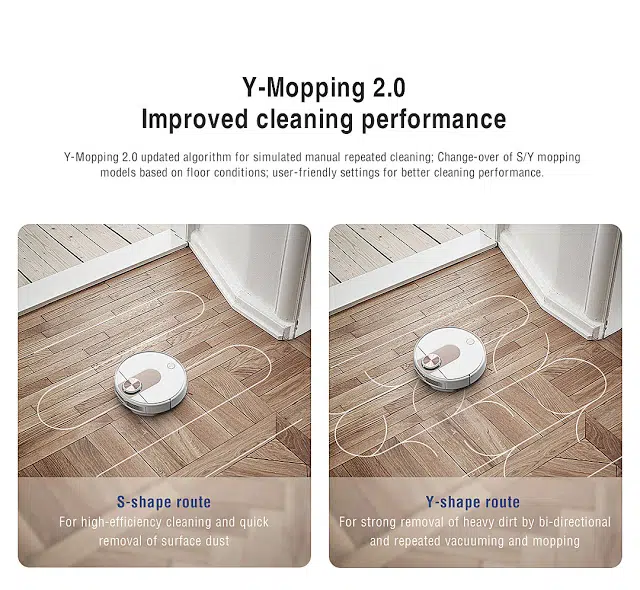 Y-Mopping 2.0
Improved cleaning performance
Y-Mopping 2.0 updated algorithm for simulated manual repeated cleaning; Change-over of S/Y mopping
models based on floor conditions; user-friendly settings for better cleaning performance.
S-shape route
For high-efficiency cleaning and quick
removal of surface dust
Y-shape route
For strong removal of heavy dirt by bi-directional
and repeated vacuuming and mopping